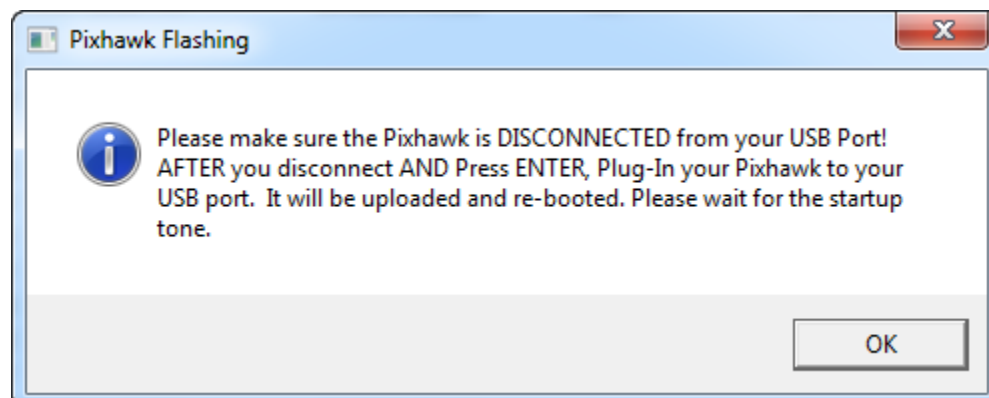 Pixhawk Flashing
Please make sure the Pixhawk is DISCONNECTED from your USB Port!
AFTER you disconnect AND Press ENTER, Plug-In your Pixhawk to your
USB port.  It will be uploaded and re-booted. Please wait for the startup
tone.
OK